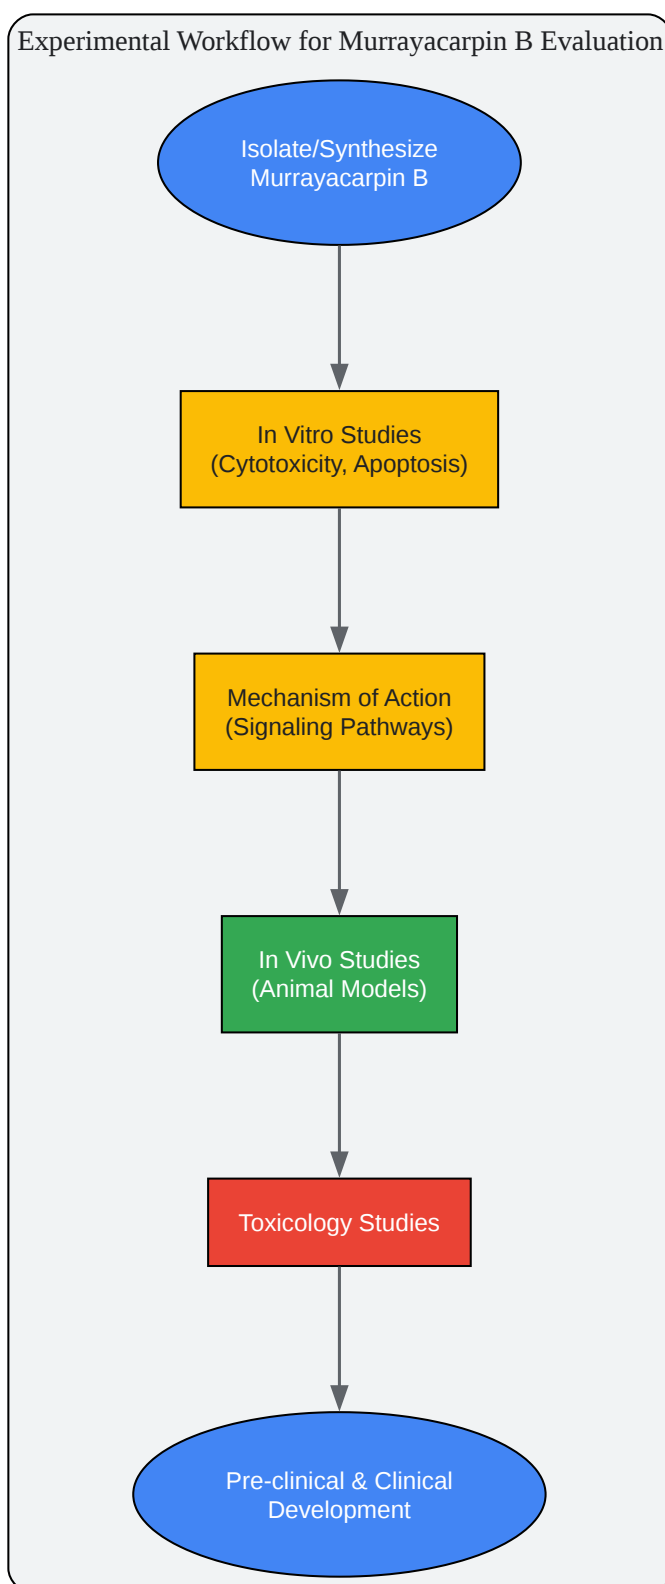 Experimental Workflow for Murrayacarpin B Evaluation
Isolate/Synthesize
Murrayacarpin B
In Vitro Studies
(Cytotoxicity, Apoptosis)
Mechanism of Action
(Signaling Pathways)
In Vivo Studies
(Animal Models)
Toxicology Studies
Pre-clinical & Clinical
Development